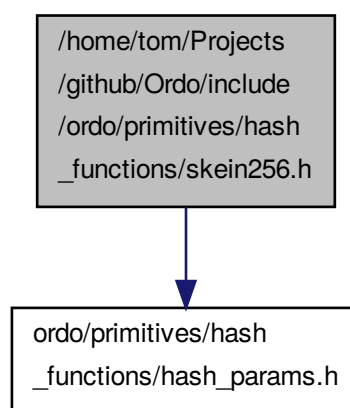 /home/tom/Projects
/github/Ordo/include
/ordo/primitives/hash
_functions/skein256.h
ordo/primitives/hash
_functions/hash_params.h